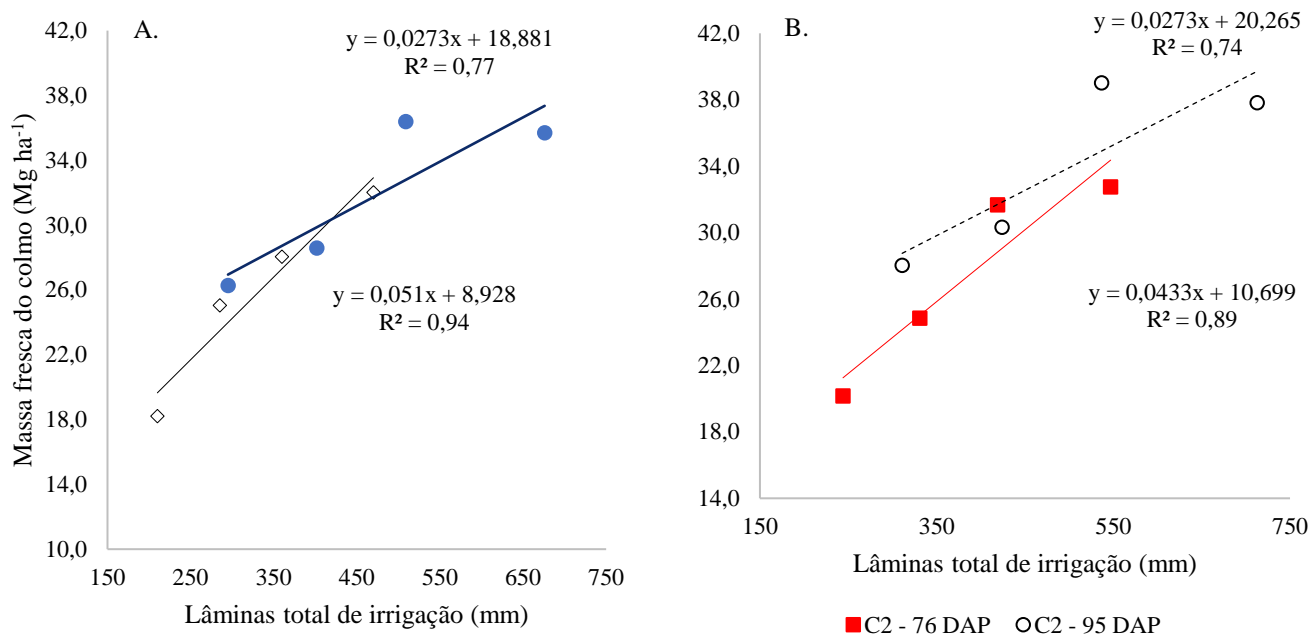 A.
y = 0,0273x + 18,881
R² = 0,77
y = 0,051x + 8,928
R² = 0,94
Massa fresca do colmo (Mg ha⁻¹)
42,0
38,0
34,0
30,0
26,0
22,0
18,0
14,0
10,0
150 250 350 450 550 650 750
Lâminas total de irrigação (mm)
B.
y = 0,0273x + 20,265
R² = 0,74
y = 0,0433x + 10,699
R² = 0,89
42,0
38,0
34,0
30,0
26,0
22,0
18,0
14,0
150 350 550 750
Lâminas total de irrigação (mm)
C2 - 76 DAP C2 - 95 DAP